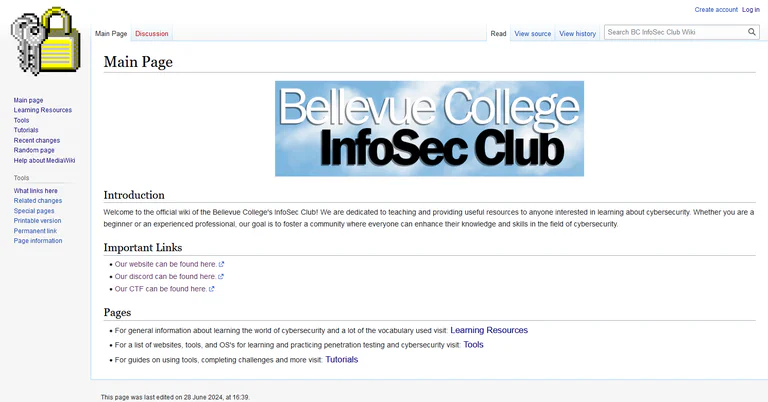 Create account Log in
Main Page Discussion Read View source View history Search BC InfoSec Club Wiki
Main Page
Bellevue College
InfoSec Club
Main page
Learning Resources
Tools
Tutorials
Recent changes
Random page
Help about MediaWiki
Tools
What links here
Related changes
Special pages
Printable version
Permanent link
Page information
Introduction
Welcome to the official wiki of the Bellevue College's InfoSec Club! We are dedicated to teaching and providing useful resources to anyone interested in learning about cybersecurity. Whether you are a
beginner or an experienced professional, our goal is to foster a community where everyone can enhance their knowledge and skills in the field of cybersecurity.
Important Links
• Our website can be found here.
• Our discord can be found here.
• Our CTF can be found here.
Pages
• For general information about learning the world of cybersecurity and a lot of the vocabulary used visit: Learning Resources
• For a list of websites, tools, and OS's for learning and practicing penetration testing and cybersecurity visit: Tools
• For guides on using tools, completing challenges and more visit: Tutorials
This page was last edited on 28 June 2024, at 16:39.